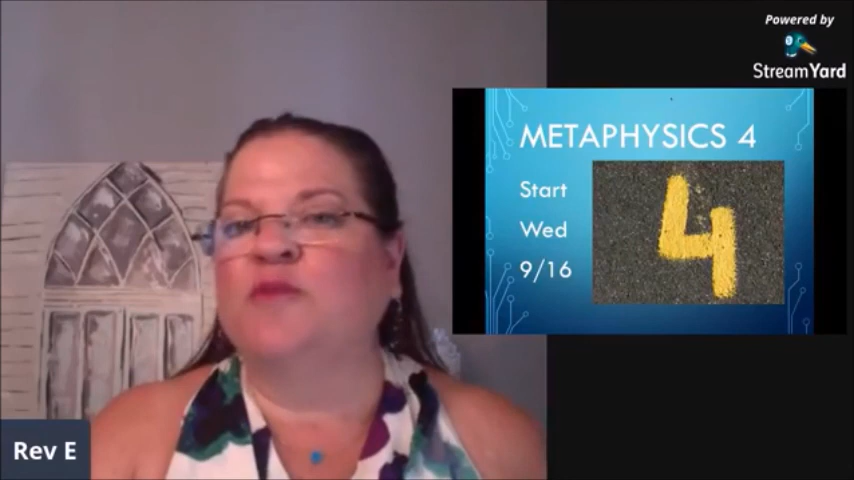 Powered by
StreamYard
METAPHYSICS 4
Start
Wed
9/16
4
Rev E